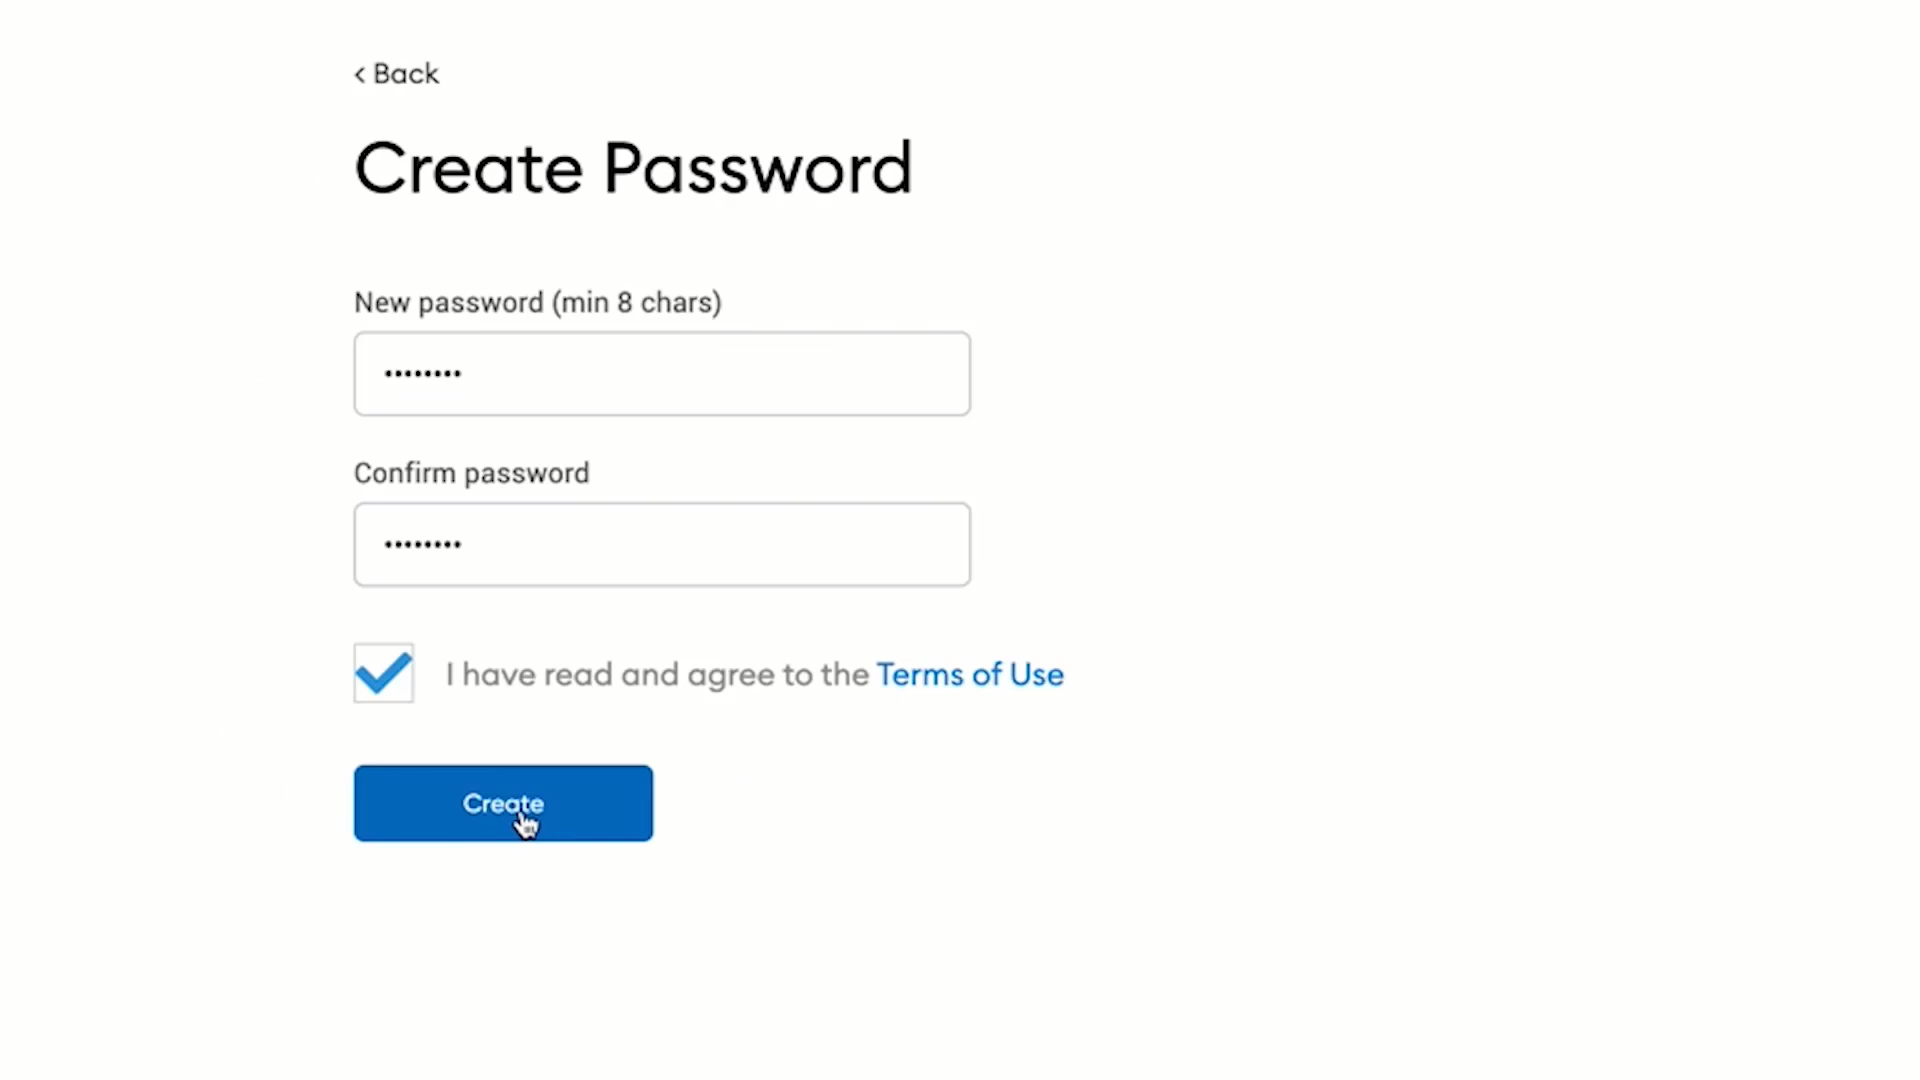 < Back
Create Password
New password (min 8 chars)
••••••••
Confirm password
••••••••
I have read and agree to the Terms of Use
Create